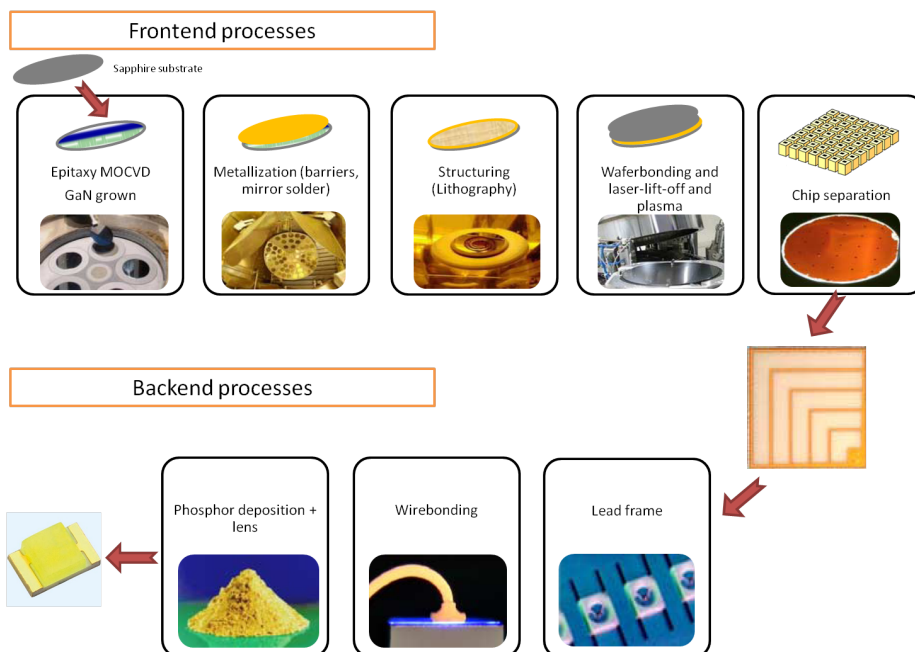 Frontend processes
Sapphire substrate
Epitaxy MOCVD
GaN grown
Metallization (barriers,
mirror solder)
Structuring
(Lithography)
Waferbonding and
laser-lift-off and
plasma
Chip separation
Backend processes
Phosphor deposition +
lens
Wirebonding
Lead frame